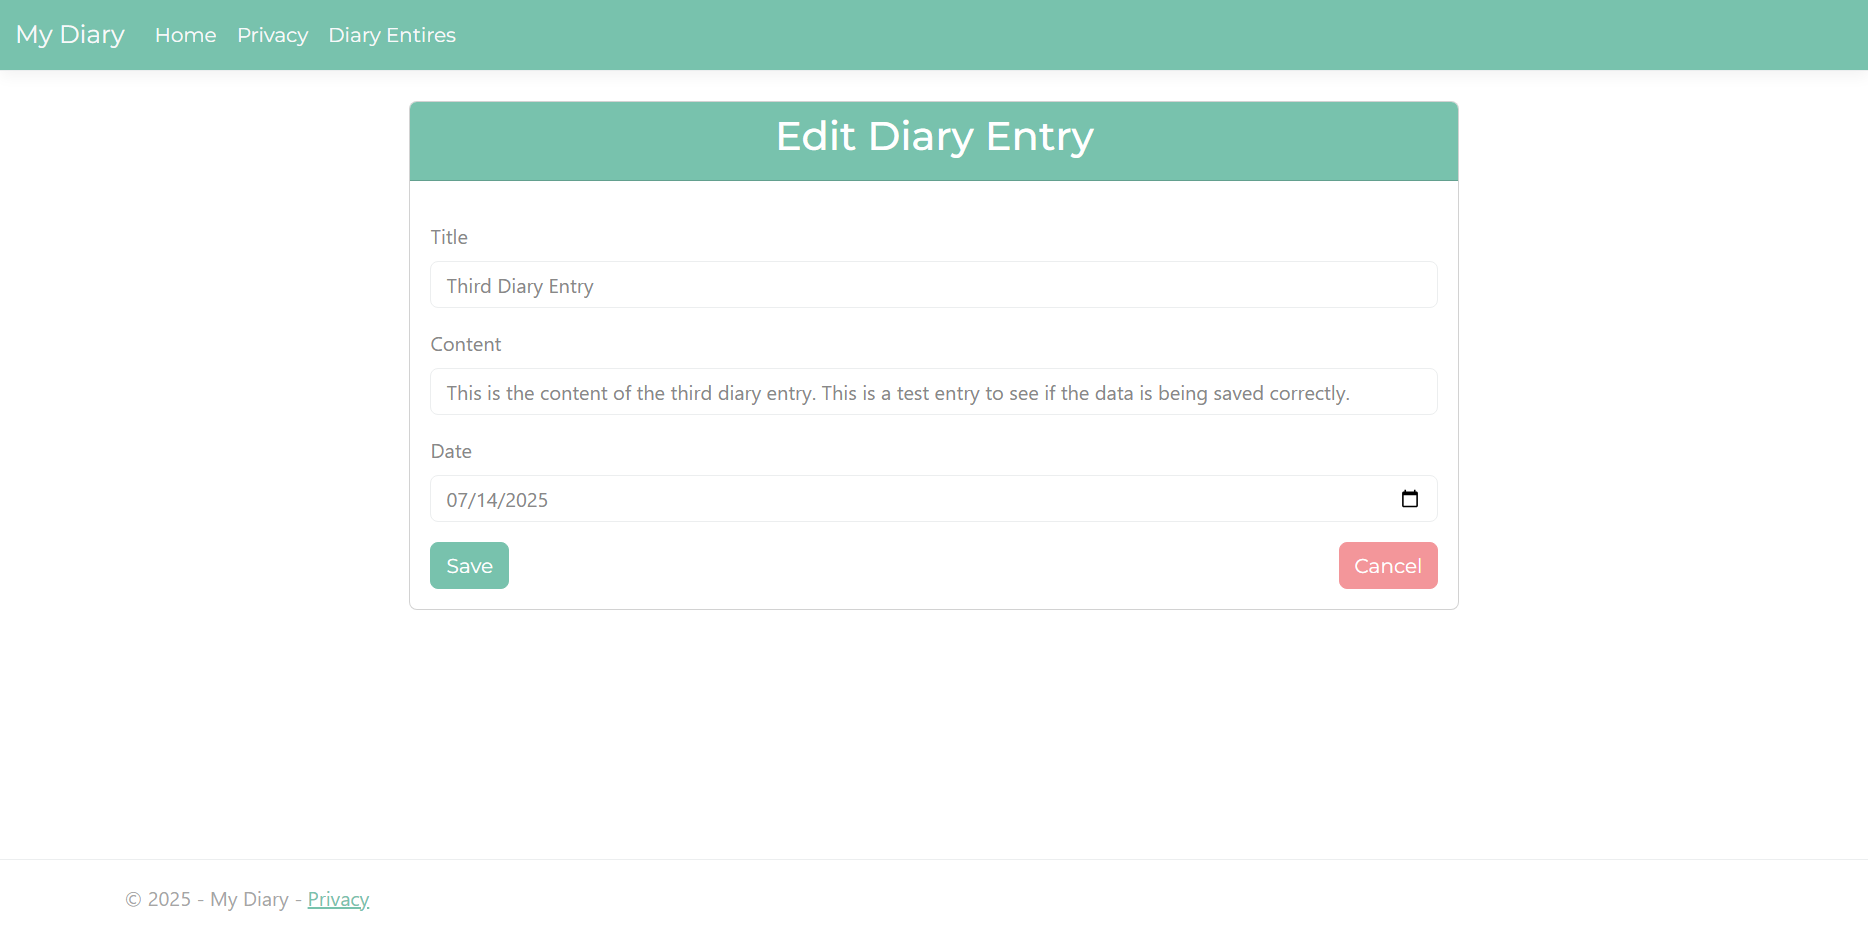 My Diary Home Privacy Diary Entires
Edit Diary Entry
Title
Third Diary Entry
Content
This is the content of the third diary entry. This is a test entry to see if the data is being saved correctly.
Date
07/14/2025
Save Cancel
© 2025 - My Diary - Privacy